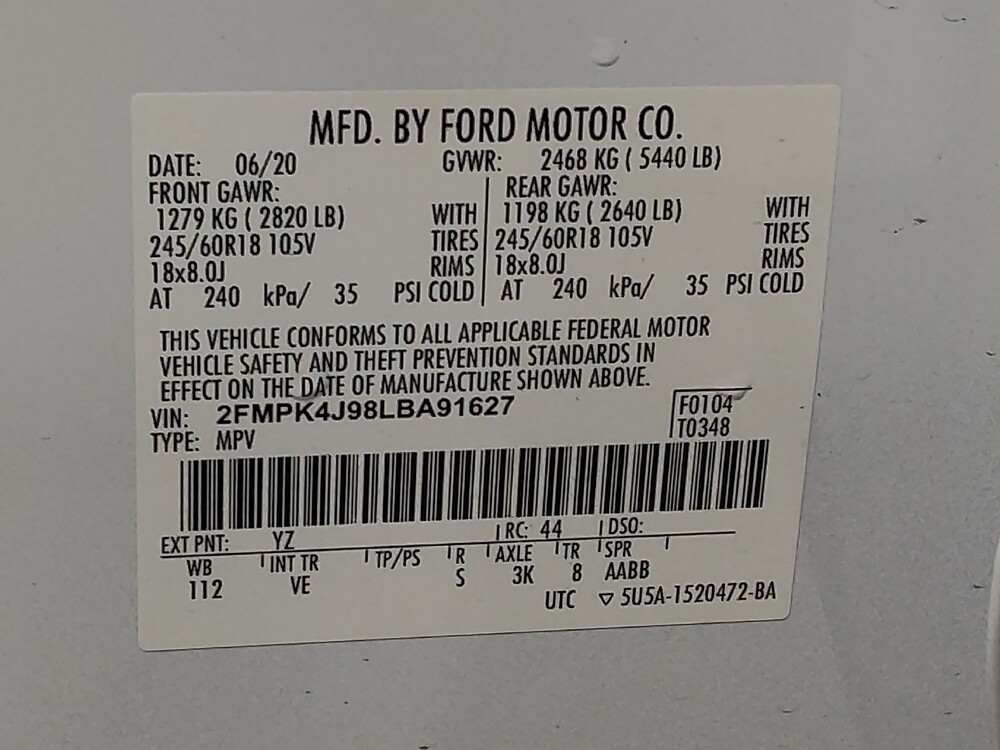 MFD. BY FORD MOTOR CO.
DATE: 06/20 GVWR: 2468 KG ( 5440 LB)
FRONT GAWR: REAR GAWR:
1279 KG ( 2820 LB) WITH 1198 KG ( 2640 LB) WITH
245/60R18 105V TIRES 245/60R18 105V TIRES
18x8.0J RIMS 18x8.0J RIMS
AT 240 kPa/ 35 PSI COLD AT 240 kPa/ 35 PSI COLD
THIS VEHICLE CONFORMS TO ALL APPLICABLE FEDERAL MOTOR
VEHICLE SAFETY AND THEFT PREVENTION STANDARDS IN
EFFECT ON THE DATE OF MANUFACTURE SHOWN ABOVE.
VIN: 2FMPK4J98LBA91627 F0104
TYPE: MPV T0348
EXT PNT: YZ RC: 44 DSO:
WB INT TR TP/PS R AXLE TR SPR
112 VE S 3K 8 AABB
UTC ▽ 5U5A-1520472-BA